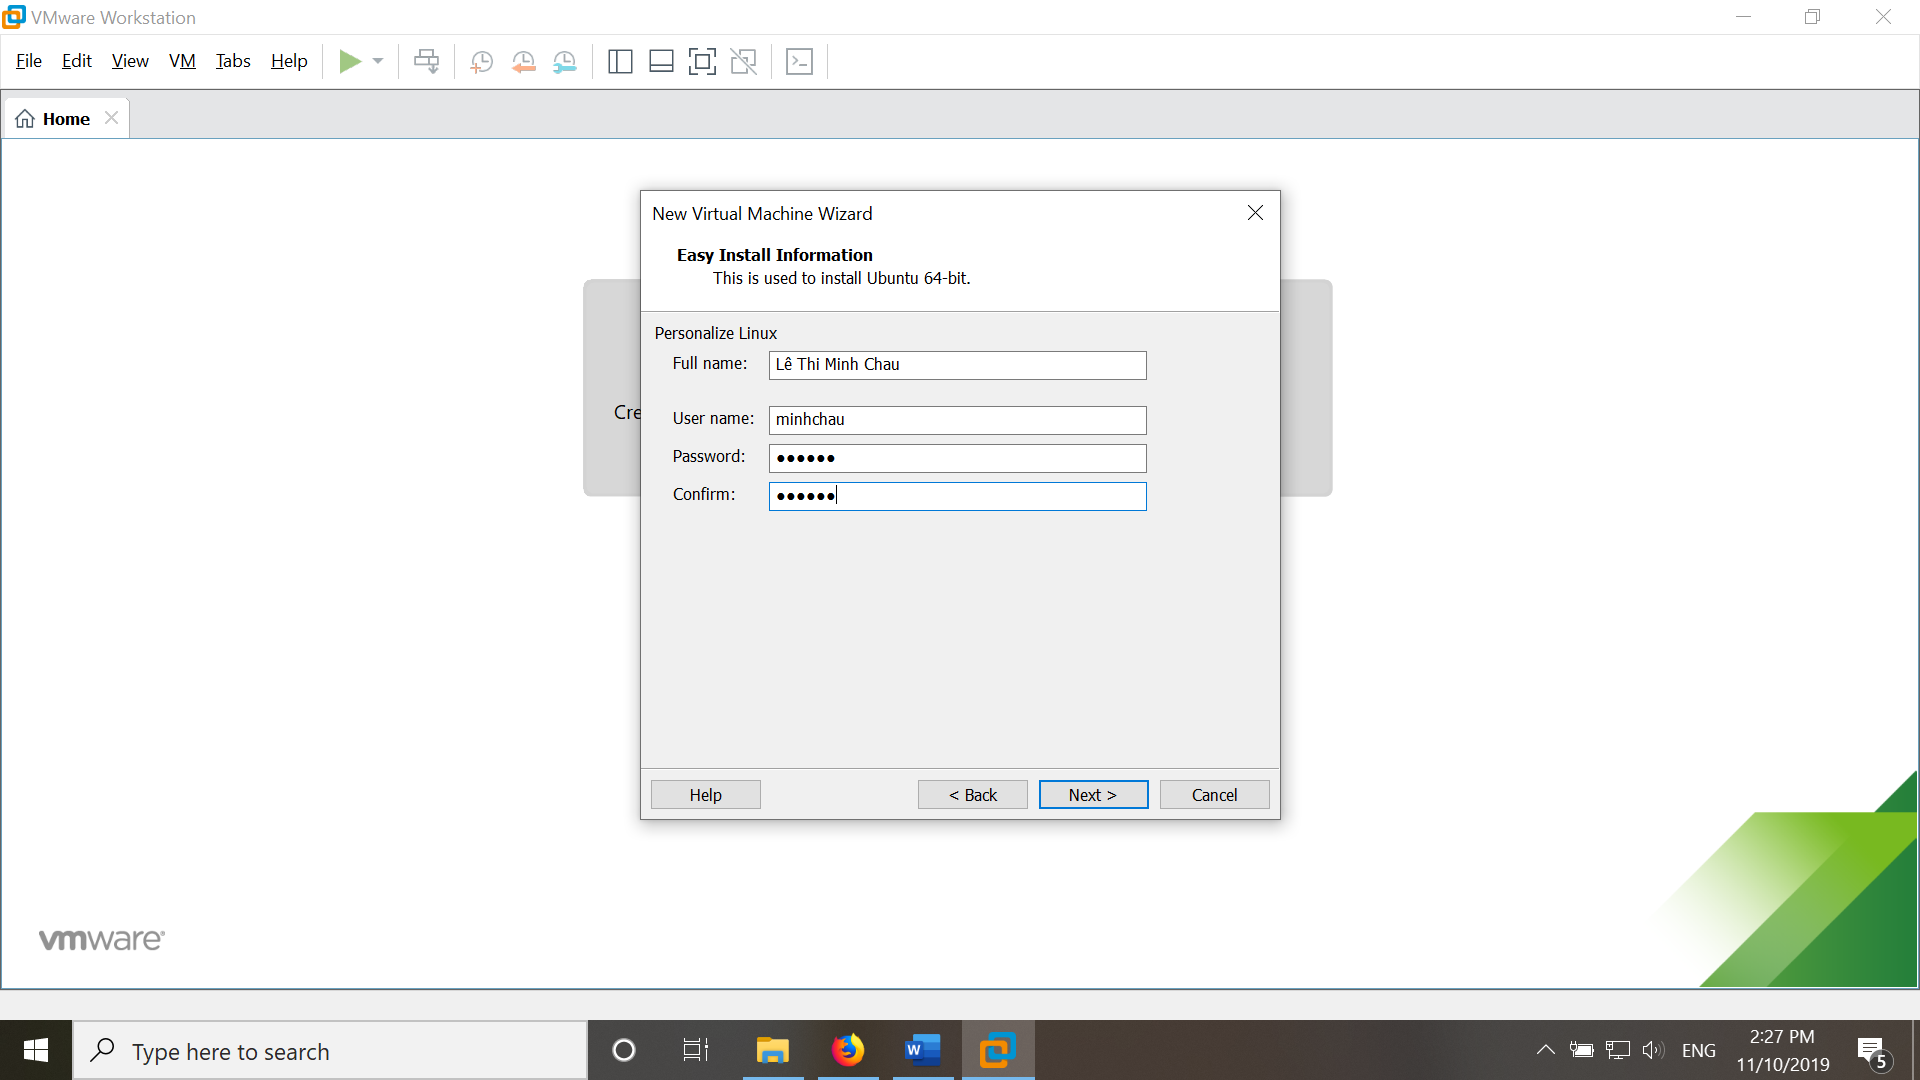 VMware Workstation
File Edit View VM Tabs Help
Home
New Virtual Machine Wizard
Easy Install Information
This is used to install Ubuntu 64-bit.
Personalize Linux
Full name: Lê Thi Minh Chau
Cre
User name: minhchau
Password: ●●●●●●
Confirm: ●●●●●●
Help < Back Next > Cancel
vmware
Type here to search
W
ENG
2:27 PM
11/10/2019
5